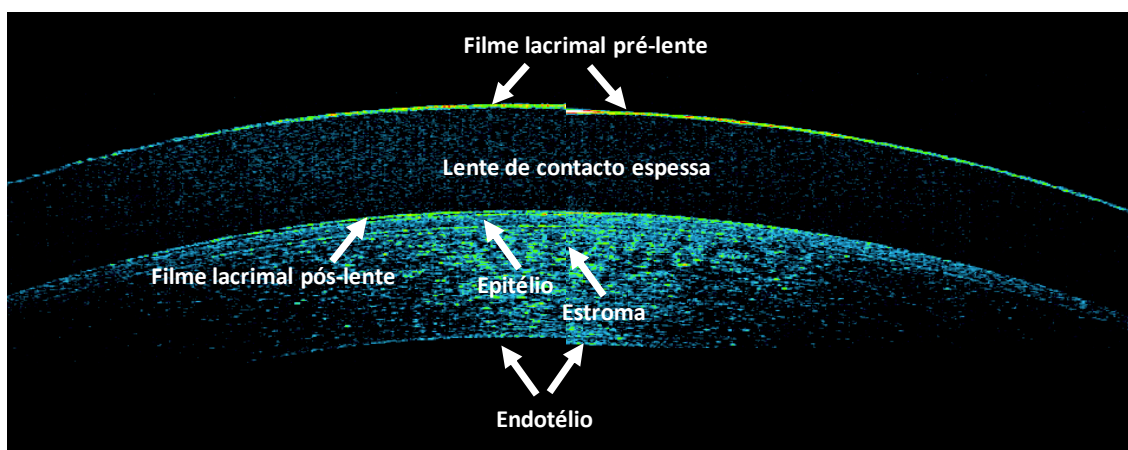 Filme lacrimal pré-lente
Lente de contacto espessa
Filme lacrimal pós-lente
Epitélio
Estroma
Endotélio